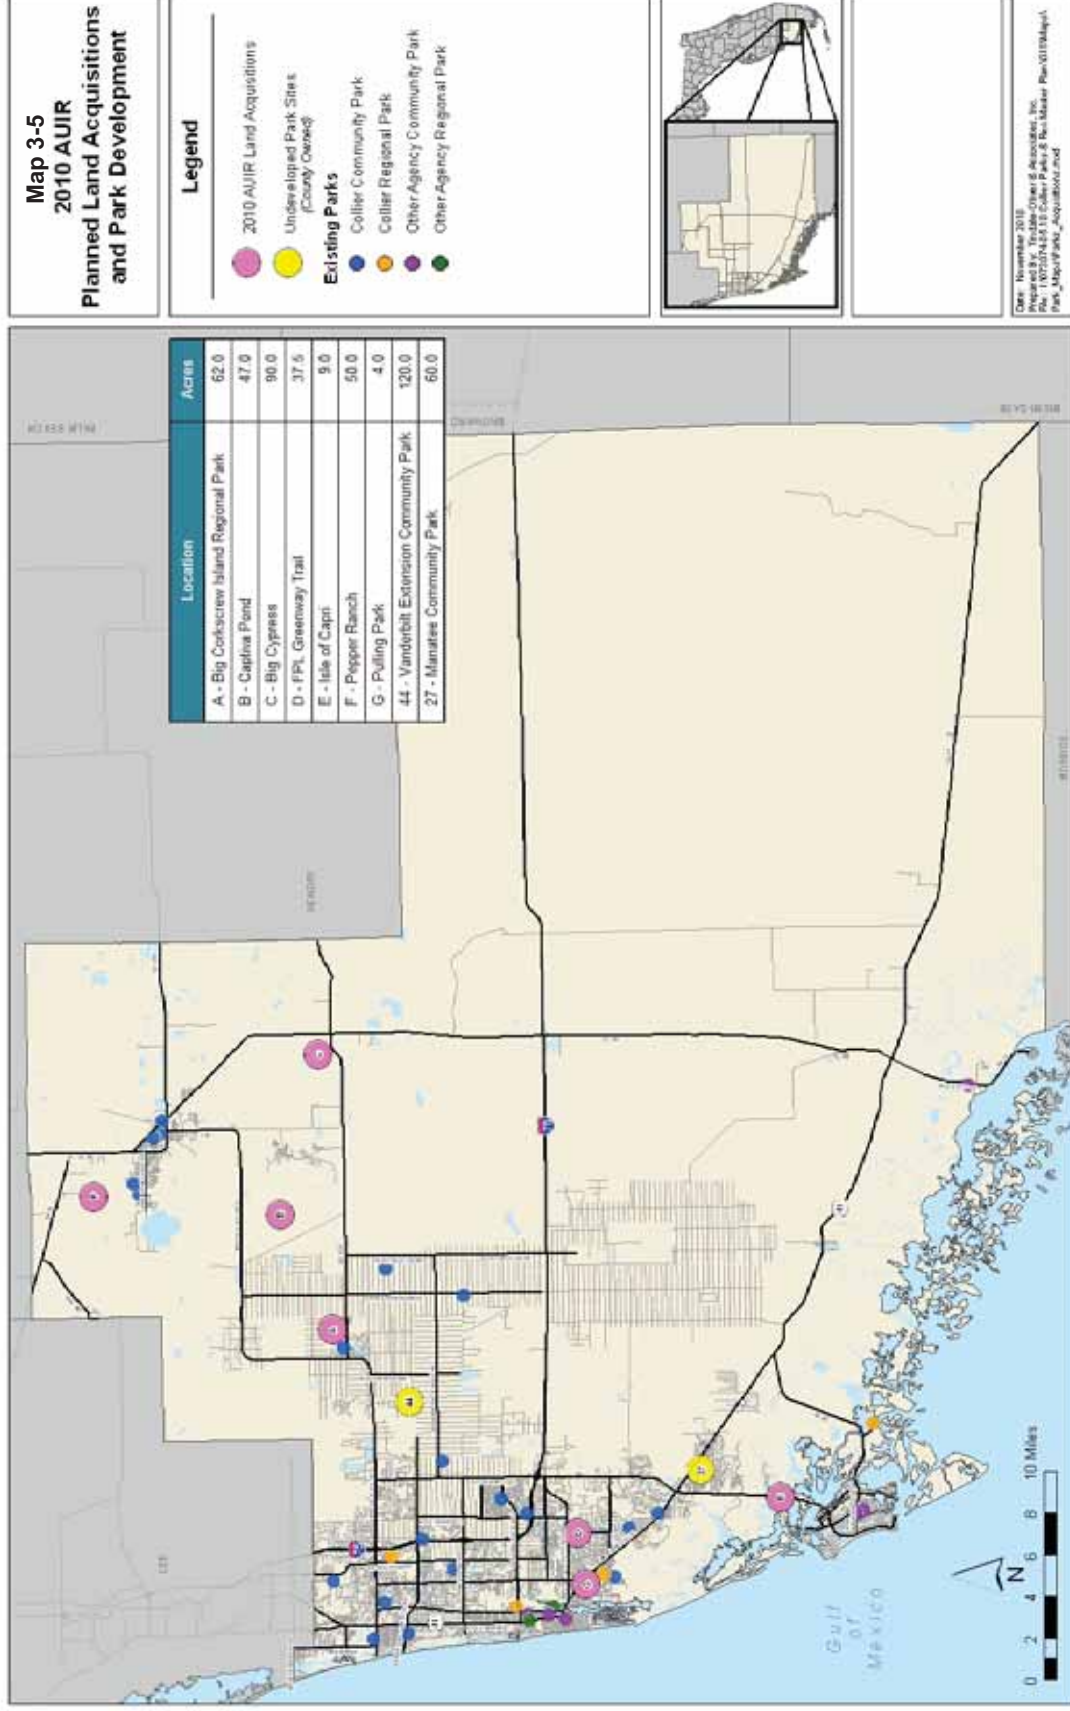 Map 3-5
2010 AUIR
Planned Land Acquisitions
and Park Development
Legend
2010 AUIR Land Acquisitions
Undeveloped Park Sites
(County Owned)
Existing Parks
Collier Community Park
Collier Regional Park
Other Agency Community Park
Other Agency Regional Park
Date: November 2010
Location Acres
A - Big Corkscrew Island Regional Park 62.0
B - Captiva Pond 47.0
C - Big Cypress 90.0
D - FPL Greenway Trail 37.5
E - Isle of Capri 9.0
F - Pepper Ranch 50.0
G - Pulling Park 4.0
44 - Vanderbilt Extension Community Park 120.0
27 - Manatee Community Park 60.0
LEE
Gulf
of
Mexico
N
0 2 4 6 8 10 Miles